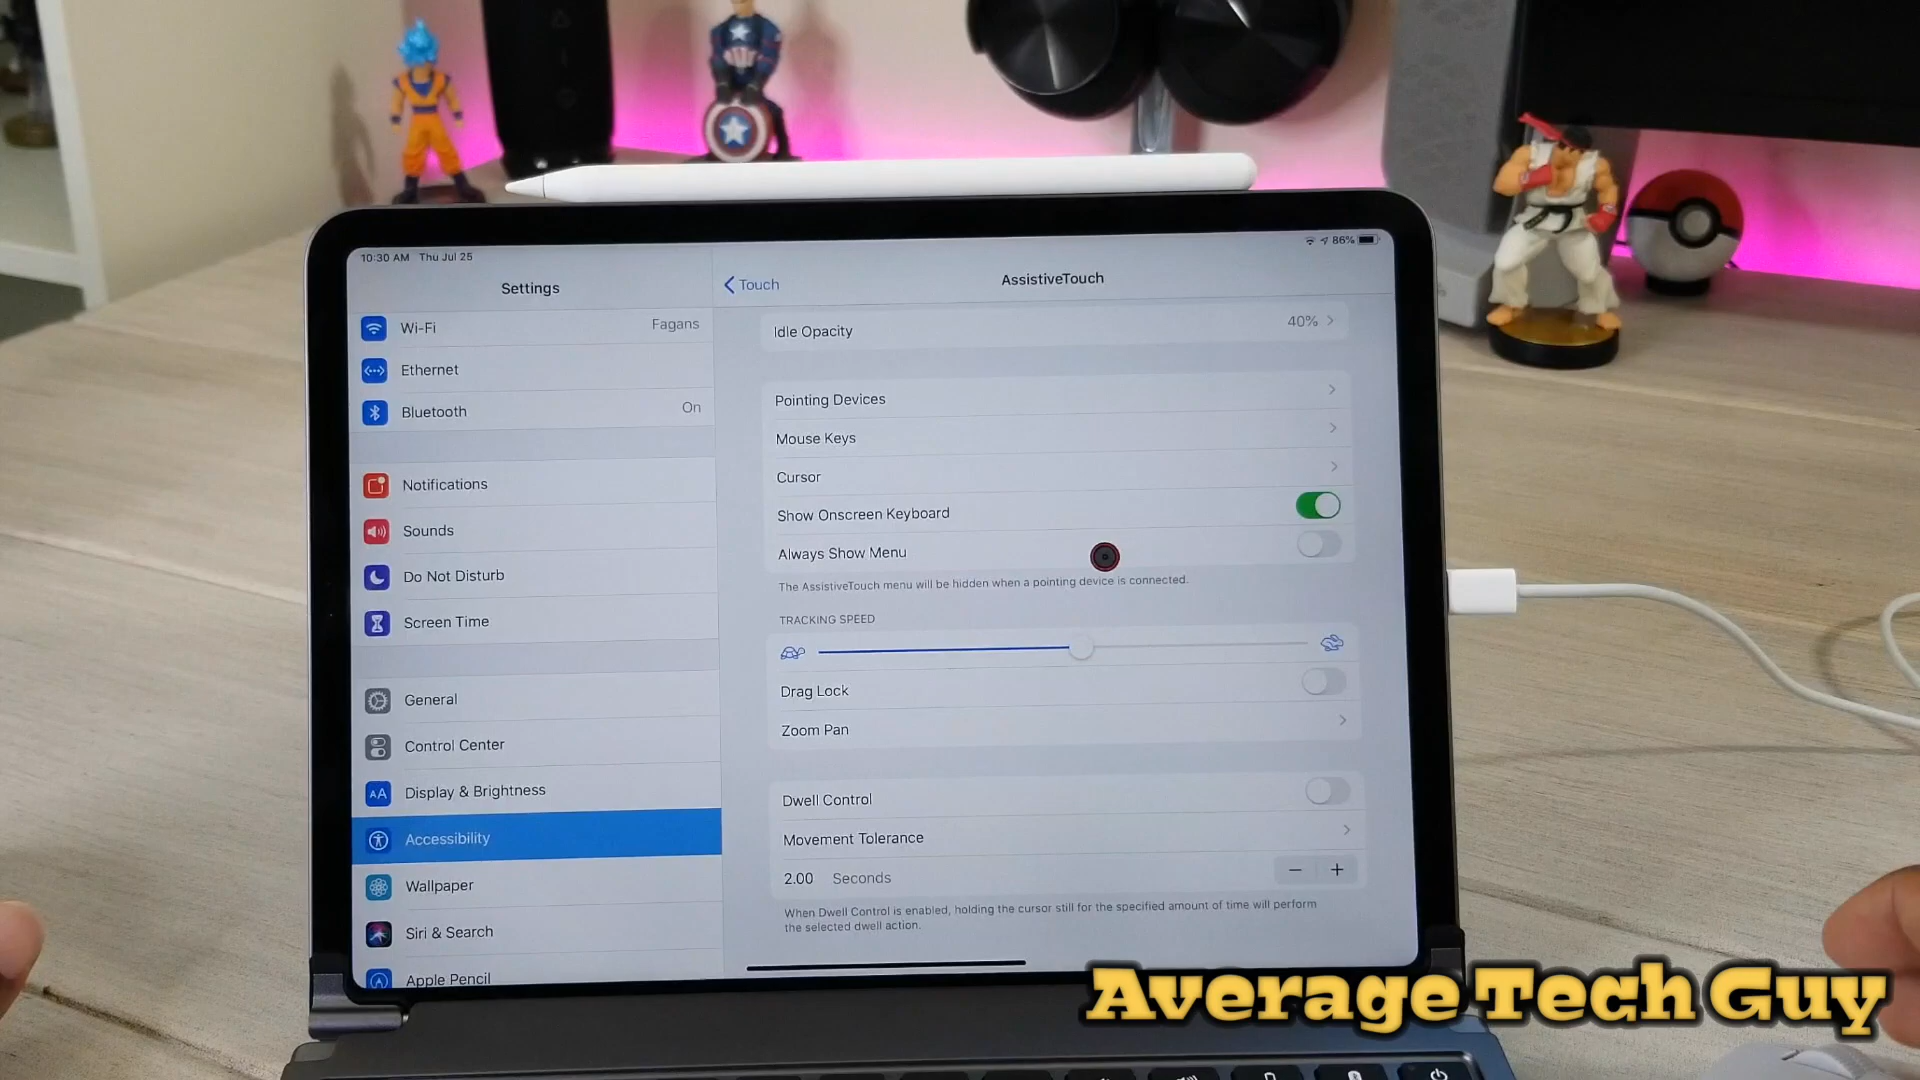 10:30 AM Thu Jul 25
86%
Settings
Wi-Fi Fagans
Ethernet
Bluetooth On
Notifications
Sounds
Do Not Disturb
Screen Time
General
Control Center
AA Display & Brightness
Accessibility
Wallpaper
Siri & Search
Apple Pencil
Touch
AssistiveTouch
Idle Opacity 40%
Pointing Devices
Mouse Keys
Cursor
Show Onscreen Keyboard
Always Show Menu
The AssistiveTouch menu will be hidden when a pointing device is connected.
TRACKING SPEED
Drag Lock
Zoom Pan
Dwell Control
Movement Tolerance
2.00 Seconds
When Dwell Control is enabled, holding the cursor still for the specified amount of time will perform
the selected dwell action.
Average Tech Guy